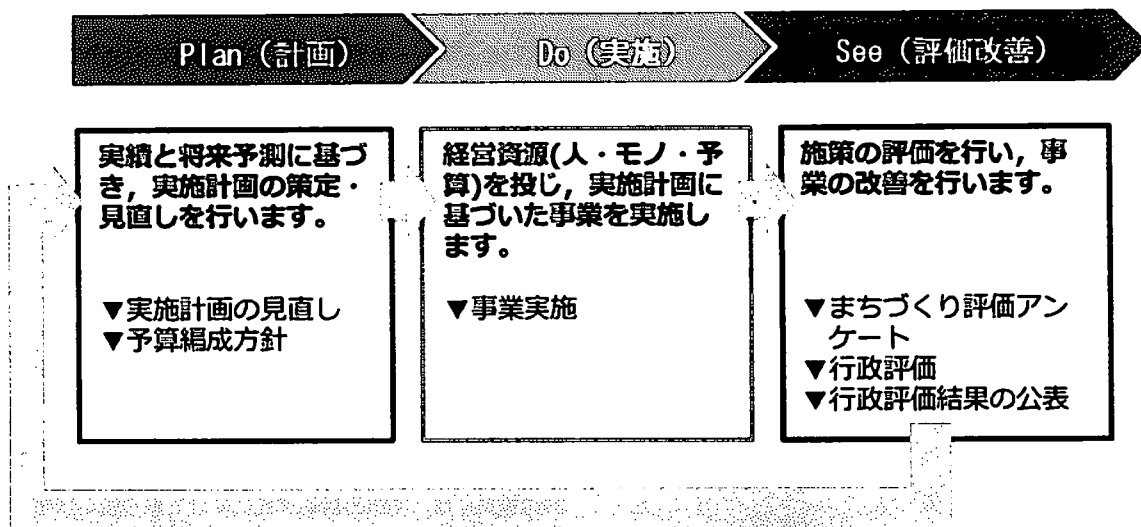 Plan (計画)
Do (実施)
See (評価改善)
実績と将来予測に基づ
き，実施計画の策定・
見直しを行います。
▼実施計画の見直し
▼予算編成方針
経営資源(人・モノ・予
算)を投じ，実施計画に
基づいた事業を実施し
ます。
▼事業実施
施策の評価を行い，事
業の改善を行います。
▼まちづくり評価アン
ケート
▼行政評価
▼行政評価結果の公表